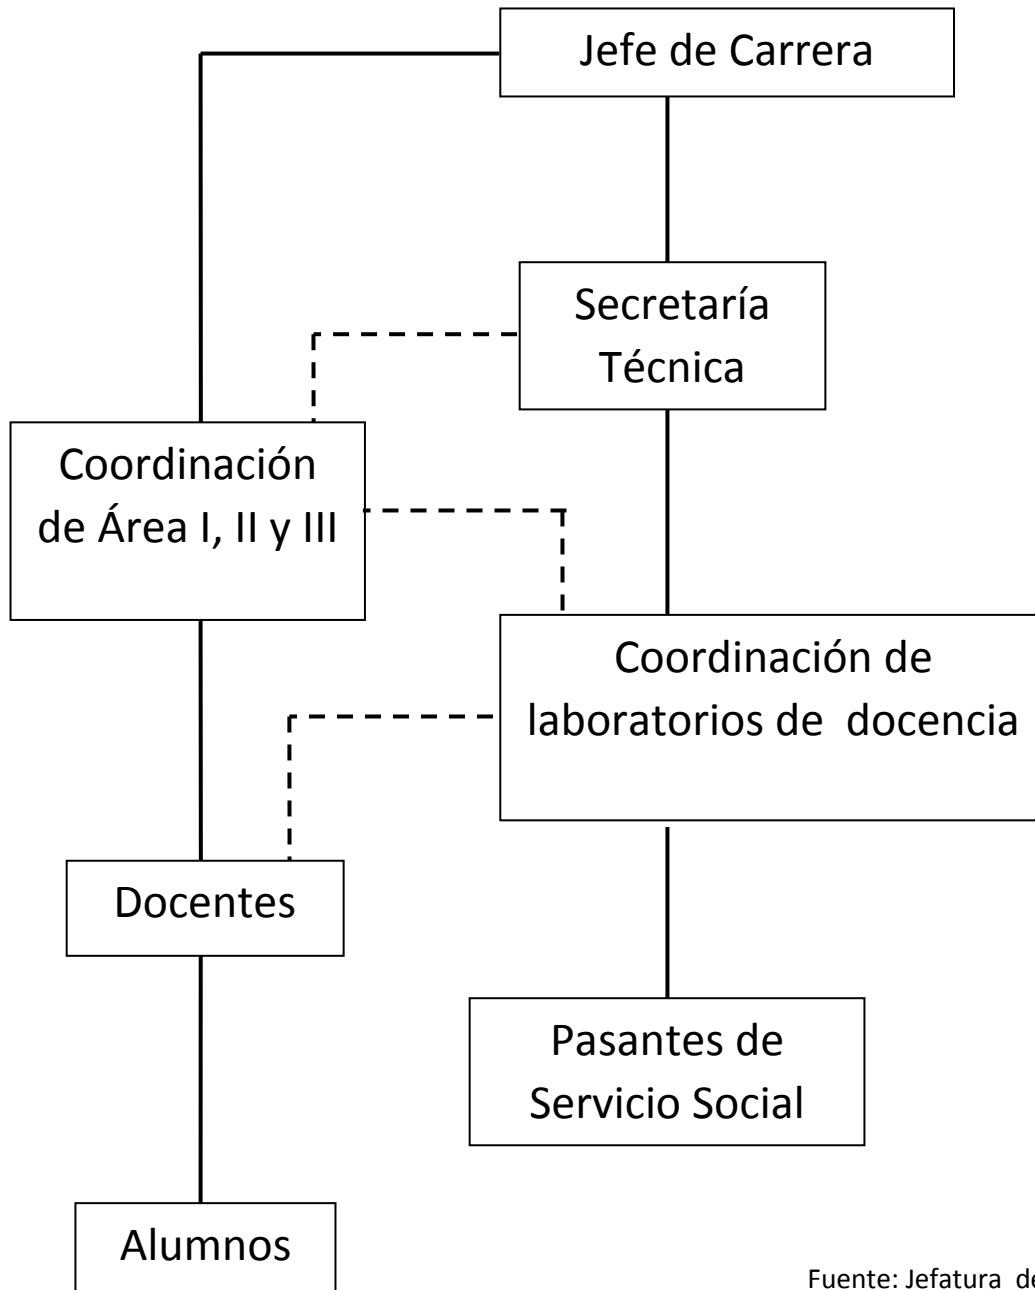 Jefe de Carrera
Secretaría
Técnica
Coordinación
de Área I, II y III
Coordinación de
laboratorios de  docencia
Docentes
Pasantes de
Servicio Social
Alumnos
Fuente: Jefatura  de